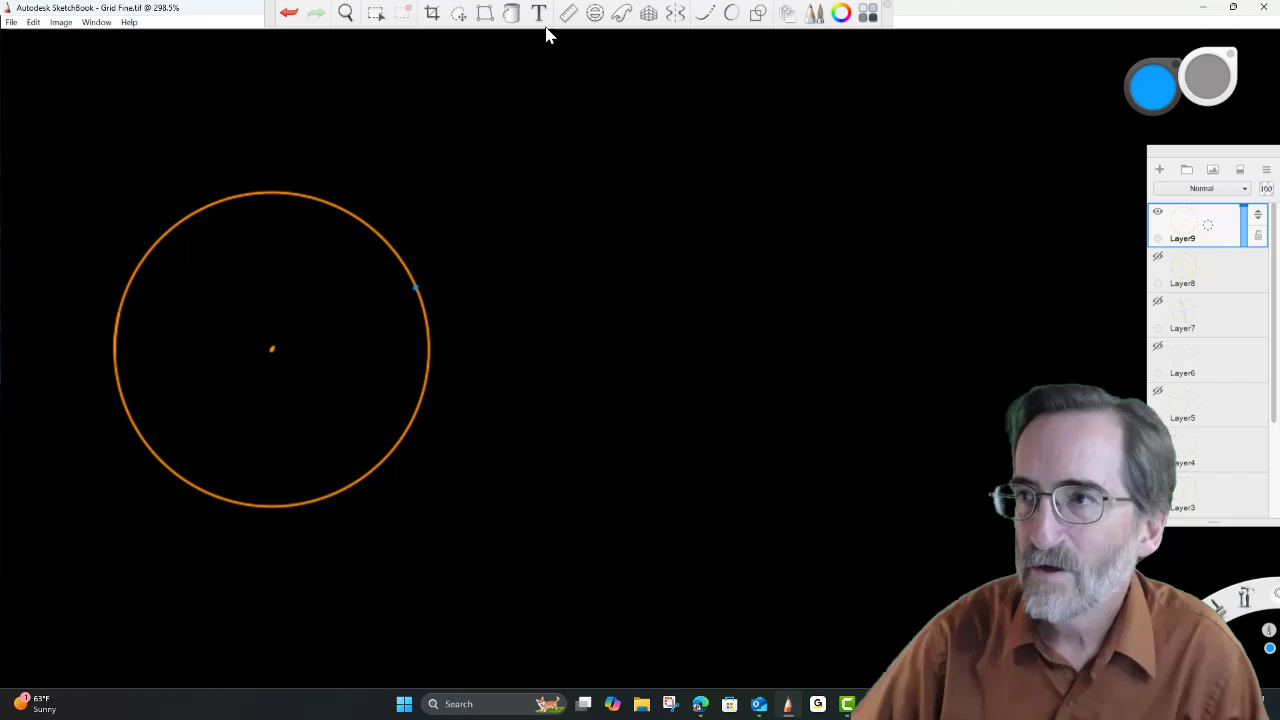 Autodesk SketchBook - Grid Fine.tif @ 298.5%
File Edit Image Window Help
T
Normal
100
Layer9
Layer8
Layer7
Layer6
Layer5
Layer4
Layer3
1
63°F
Sunny
Search
G